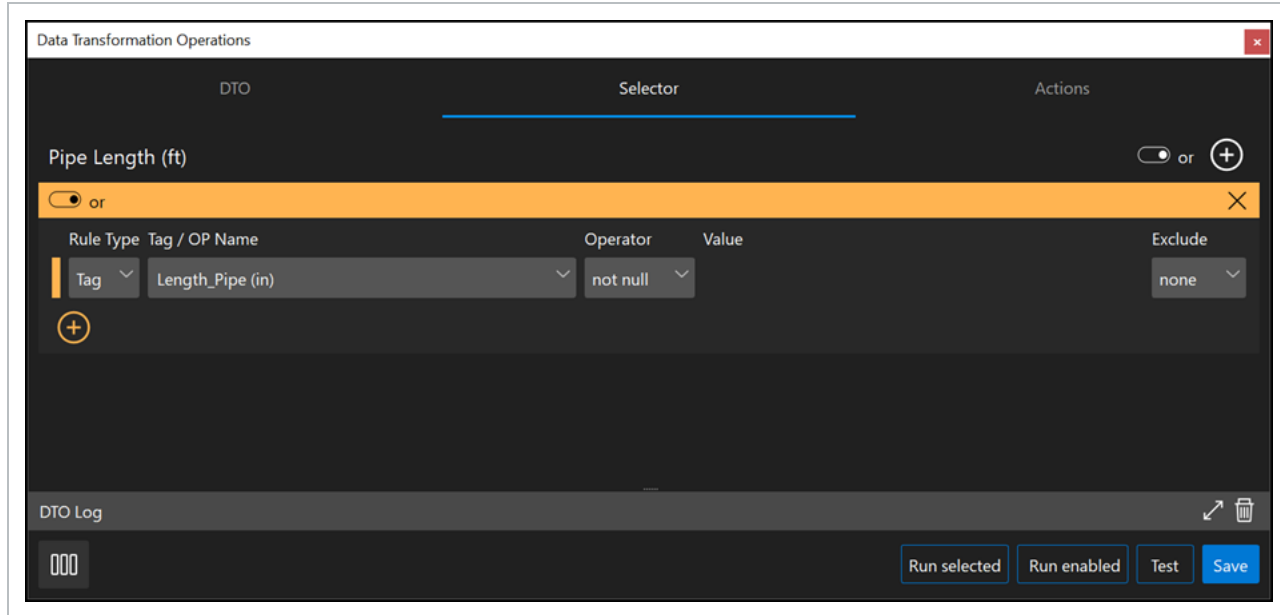 Data Transformation Operations
DTO Selector Actions
Pipe Length (ft) or
or
Rule Type Tag / OP Name Operator Value Exclude
Tag Length_Pipe (in) not null none
DTO Log
Run selected Run enabled Test Save